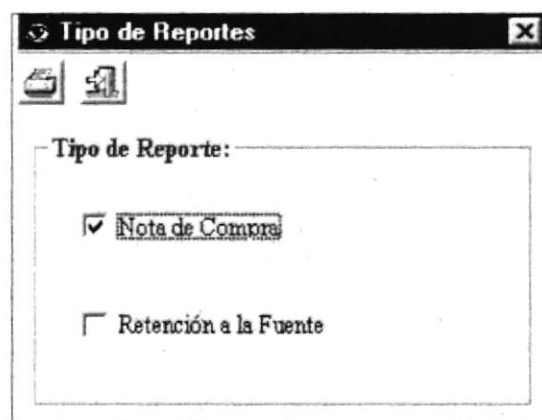 Tipo de Reportes
Tipo de Reporte:
Nota de Compra
Retención a la Fuente